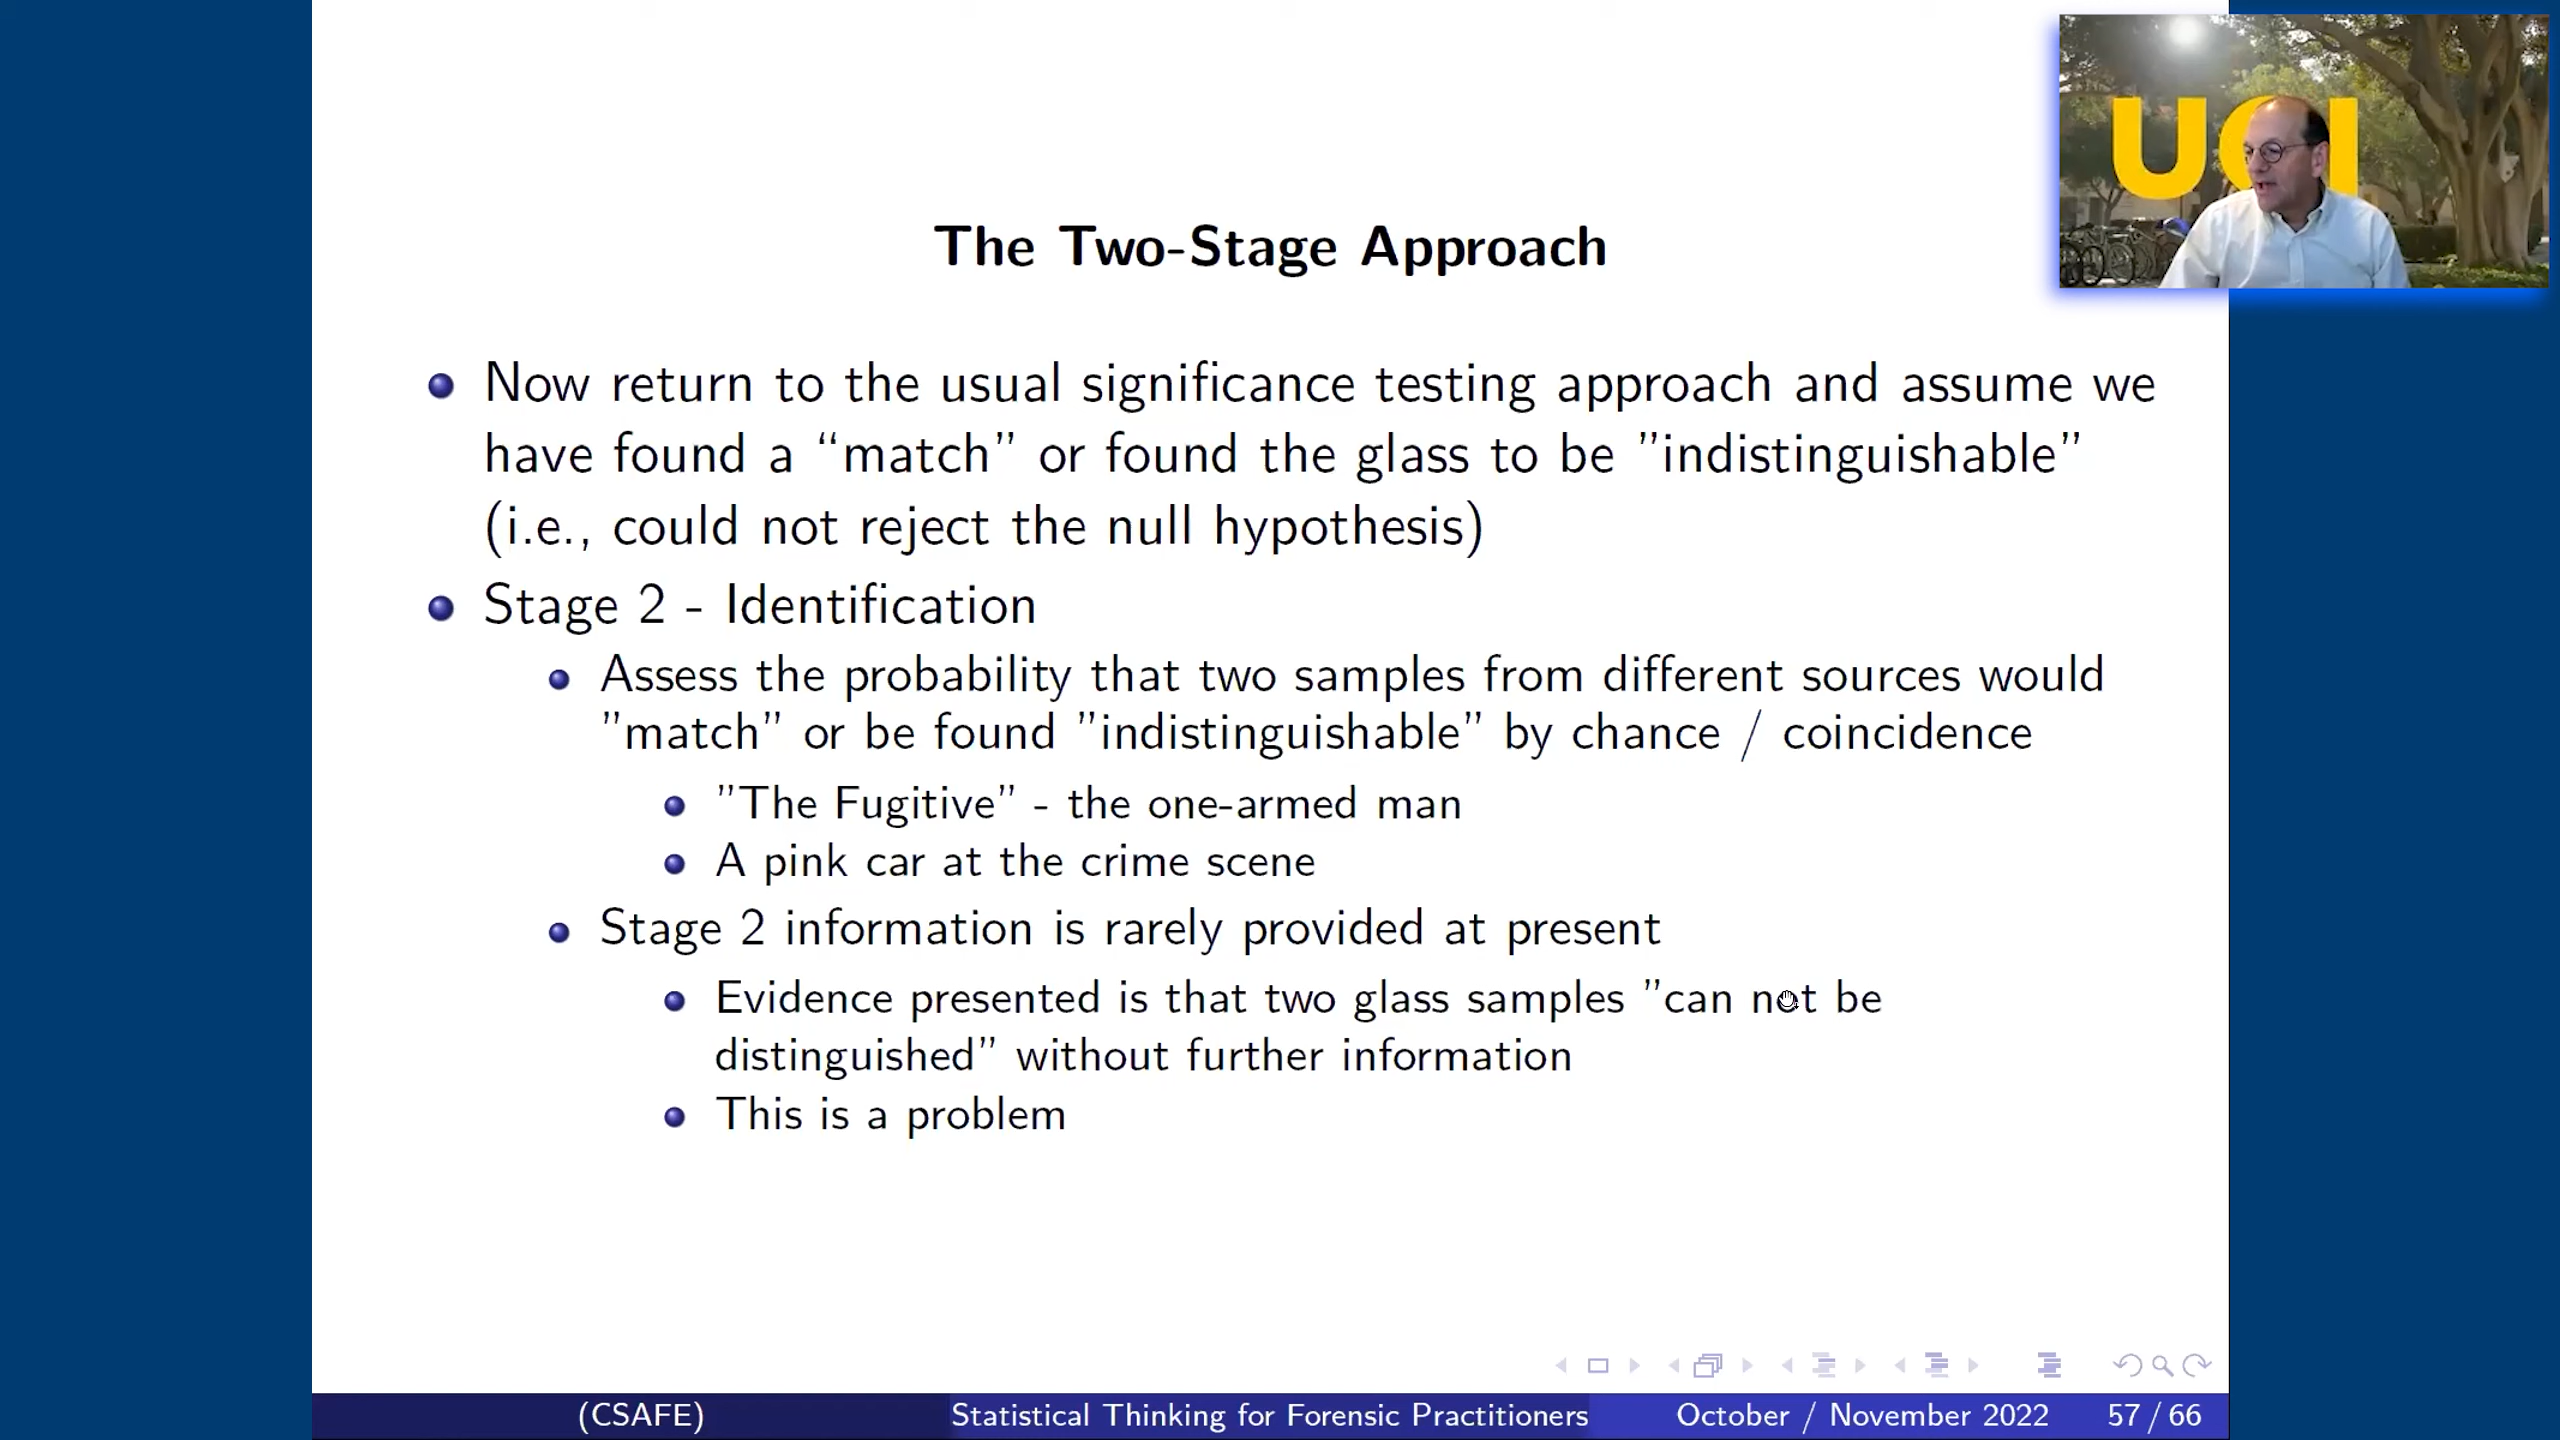 UCI
The Two-Stage Approach
Now return to the usual significance testing approach and assume we
have found a “match” or found the glass to be ”indistinguishable”
(i.e., could not reject the null hypothesis)
Stage 2 - Identification
Assess the probability that two samples from different sources would
”match” or be found ”indistinguishable” by chance / coincidence
”The Fugitive” - the one-armed man
A pink car at the crime scene
Stage 2 information is rarely provided at present
Evidence presented is that two glass samples ”can not be
distinguished” without further information
This is a problem
(CSAFE) Statistical Thinking for Forensic Practitioners October / November 2022 57 / 66